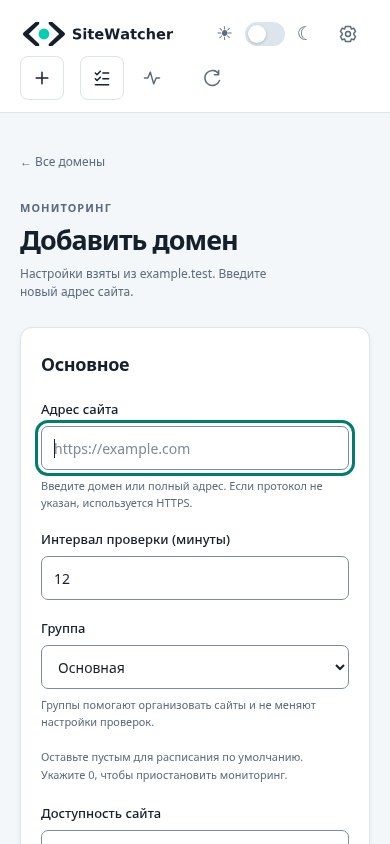 SiteWatcher
← Все домены
МОНИТОРИНГ
Добавить домен
Настройки взяты из example.test. Введите
новый адрес сайта.
Основное
Адрес сайта
https://example.com
Введите домен или полный адрес. Если протокол не
указан, используется HTTPS.
Интервал проверки (минуты)
12
Группа
Основная
Группы помогают организовать сайты и не меняют
настройки проверок.
Оставьте пустым для расписания по умолчанию.
Укажите 0, чтобы приостановить мониторинг.
Доступность сайта